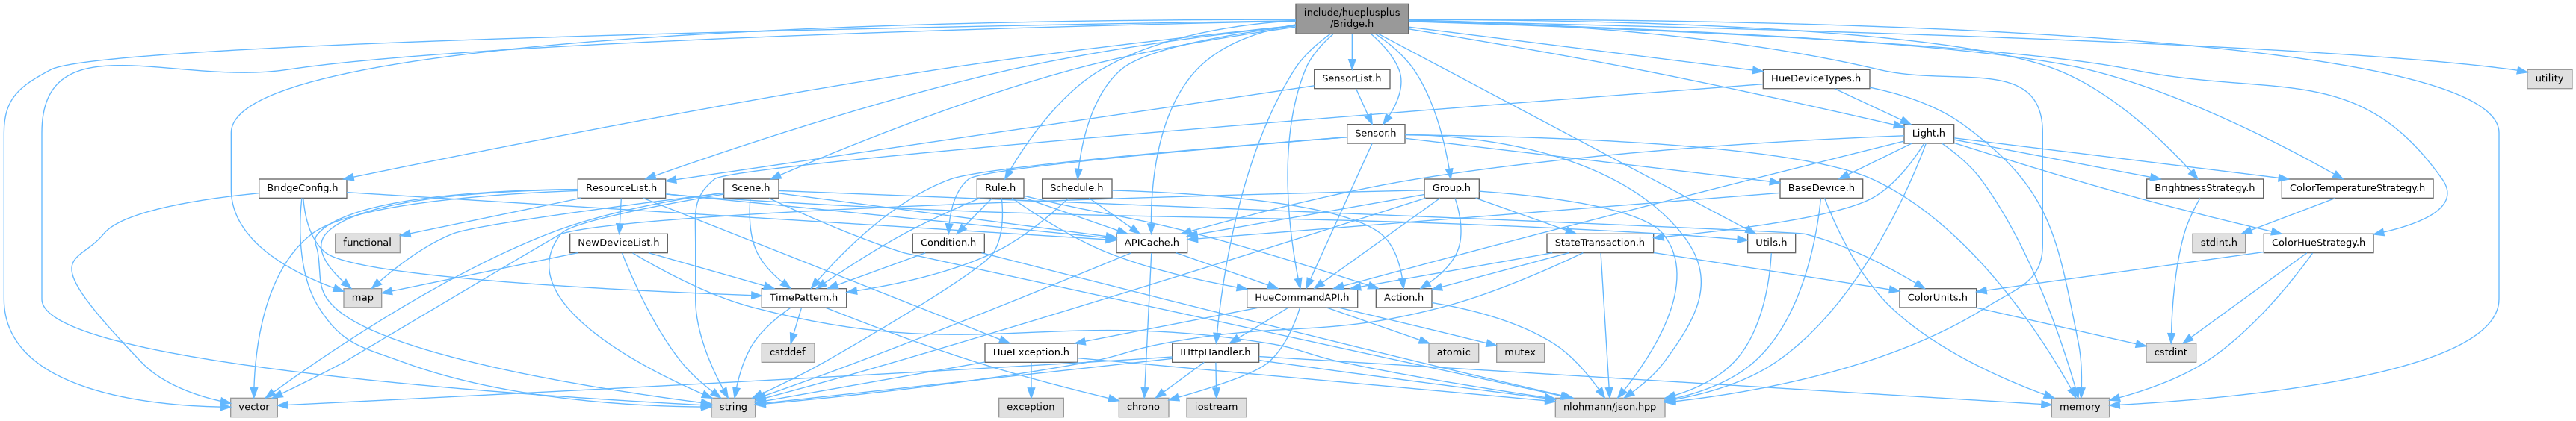 include/hueplusplus
/Bridge.h
SensorList.h
HueDeviceTypes.h
utility
Sensor.h
Light.h
BridgeConfig.h
ResourceList.h
Scene.h
Rule.h
Schedule.h
Group.h
BaseDevice.h
BrightnessStrategy.h
ColorTemperatureStrategy.h
functional
NewDeviceList.h
Condition.h
APICache.h
StateTransaction.h
Utils.h
stdint.h
ColorHueStrategy.h
map
TimePattern.h
HueCommandAPI.h
Action.h
ColorUnits.h
cstddef
HueException.h
IHttpHandler.h
atomic
mutex
cstdint
vector
string
exception
chrono
iostream
nlohmann/json.hpp
memory